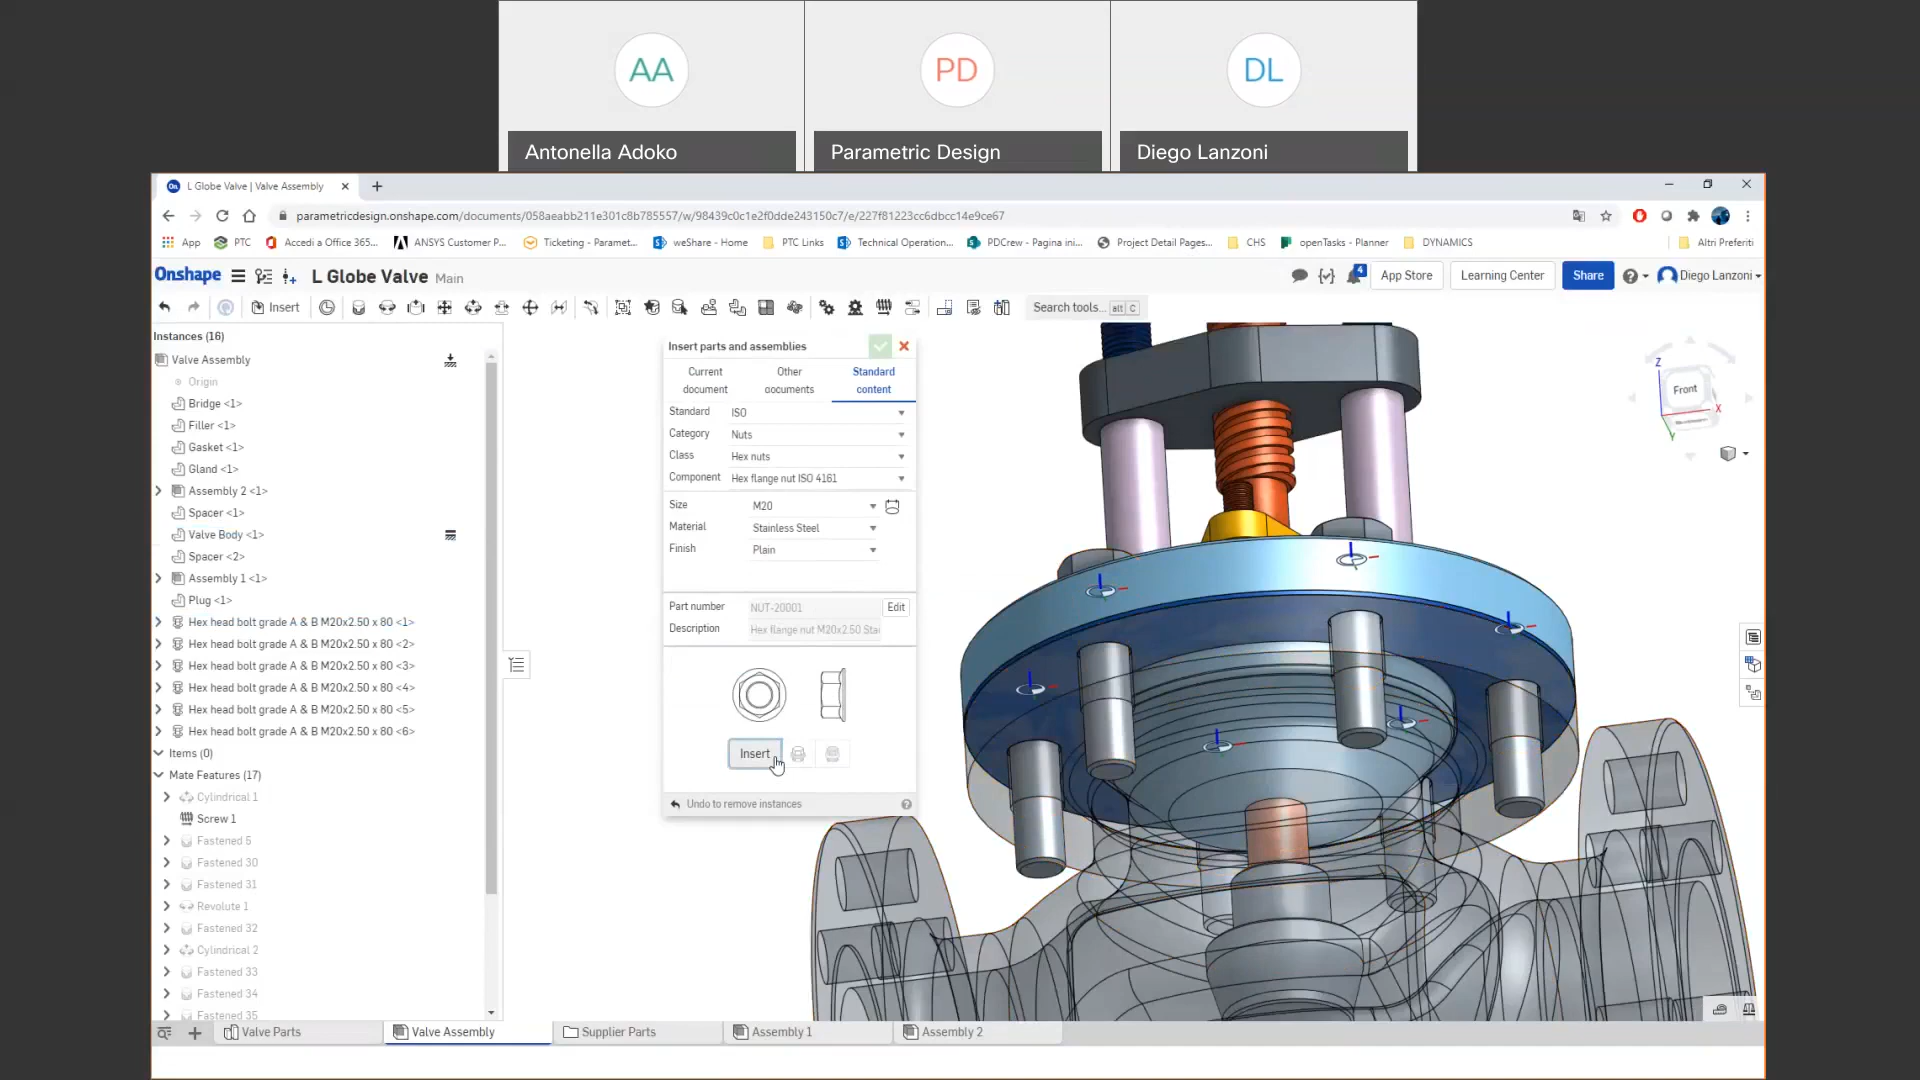 AA
PD
DL
Antonella Adoko
Parametric Design
Diego Lanzoni
On L Globe Valve | Valve Assembly
parametricdesign.onshape.com/documents/058aeabb211e301c8b785557/w/98439c0c1e2f0dde243150c7/e/227f81223cc6dbcc14e9ce67
App PTC Accedi a Office 365... ANSYS Customer P... Ticketing - Paramet... weShare - Home PTC Links Technical Operation... PDCrew - Pagina ini... Project Detail Pages... CHS openTasks - Planner DYNAMICS Altri Preferiti
Onshape L Globe Valve Main 4 App Store Learning Center Share Diego Lanzoni
Insert Search tools... alt C
Instances (16)
Valve Assembly
Origin
Bridge <1>
Filler <1>
Gasket <1>
Gland <1>
Assembly 2 <1>
Spacer <1>
Valve Body <1>
Spacer <2>
Assembly 1 <1>
Plug <1>
Hex head bolt grade A & B M20x2.50 x 80 <1>
Hex head bolt grade A & B M20x2.50 x 80 <2>
Hex head bolt grade A & B M20x2.50 x 80 <3>
Hex head bolt grade A & B M20x2.50 x 80 <4>
Hex head bolt grade A & B M20x2.50 x 80 <5>
Hex head bolt grade A & B M20x2.50 x 80 <6>
Items (0)
Mate Features (17)
Cylindrical 1
Screw 1
Fastened 5
Fastened 30
Fastened 31
Revolute 1
Fastened 32
Cylindrical 2
Fastened 33
Fastened 34
Fastened 35
Insert parts and assemblies
Current document
Other documents
Standard content
Standard ISO
Category Nuts
Class Hex nuts
Component Hex flange nut ISO 4161
Size M20
Material Stainless Steel
Finish Plain
Part number NUT-20001 Edit
Description Hex flange nut M20x2.50 Stai
Insert
Undo to remove instances
Z
Front
X
Y
Valve Parts
Valve Assembly
Supplier Parts
Assembly 1
Assembly 2